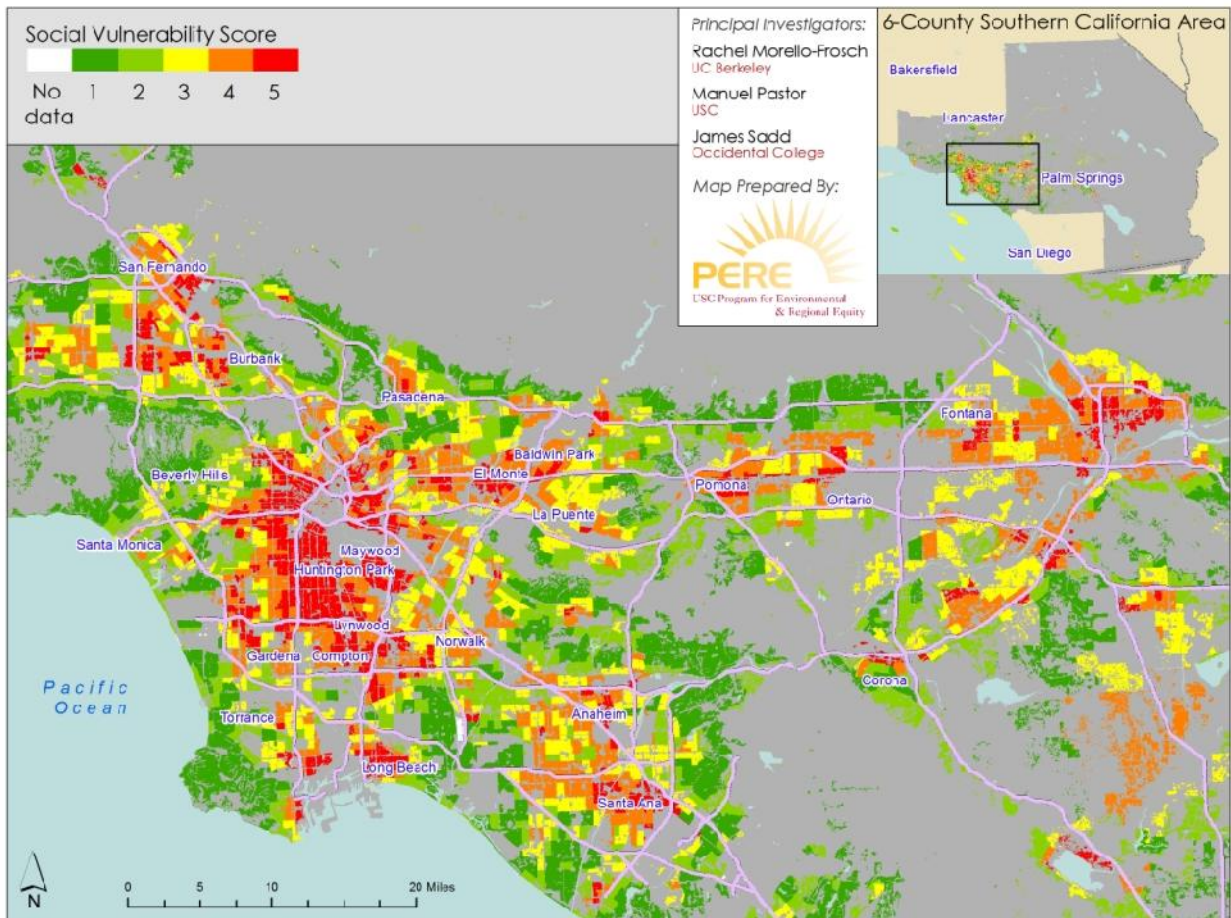 Social Vulnerability Score
No data
1
2
3
4
5
Principal Investigators:
Rachel Morello-Frosch
UC Berkeley
Manuel Pastor
USC
James Sadd
Occidental College
Map Prepared By:
PERE
USC Program for Environmental
& Regional Equity
6-County Southern California Area
Bakersfield
Lancaster
Palm Springs
San Diego
San Fernando
Burbank
Pasadena
Fontana
Beverly Hills
Baldwin Park
El Monte
Pomona
Ontario
La Puente
Santa Monica
Maywood
Huntington Park
Lynwood
Norwalk
Gardena
Compton
Corona
Pacific
Ocean
Torrance
Anaheim
Long Beach
Santa Ana
N
0
5
10
20 Miles